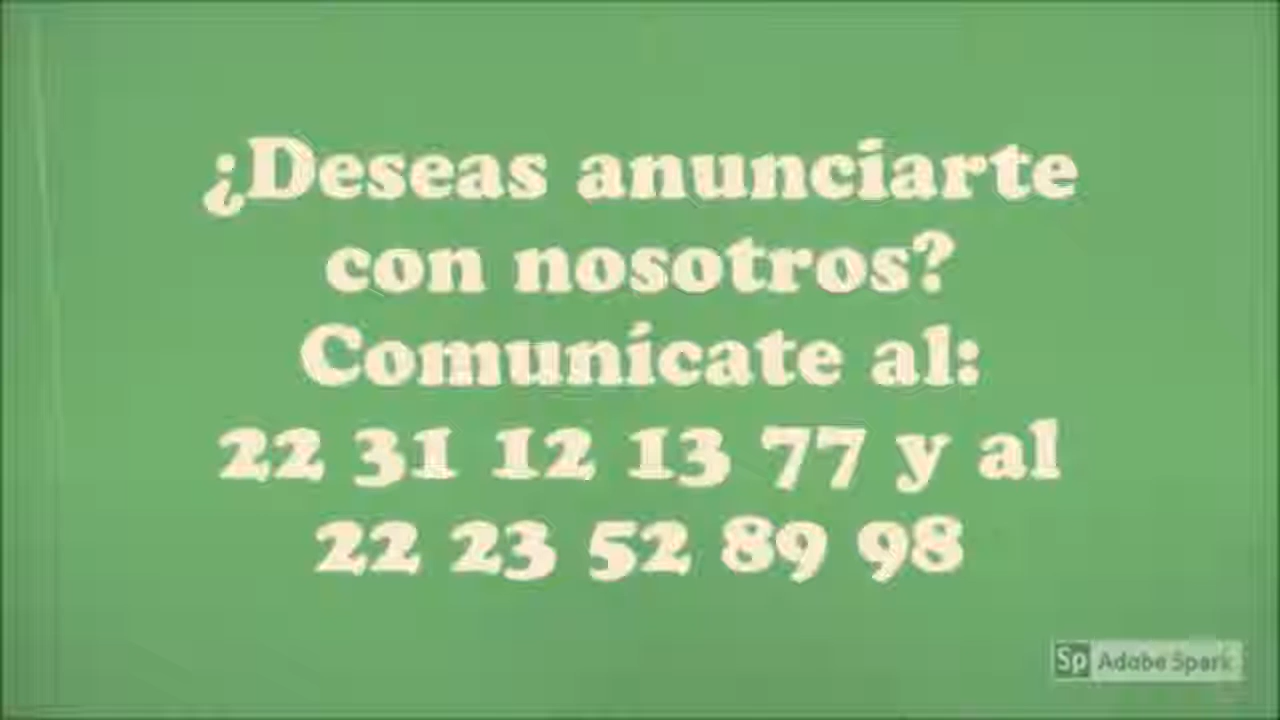 ¿Deseas anunciarte
con nosotros?
Comunícate al:
22 31 12 13 77 y al
22 23 52 89 98
Sp Adobe Spark